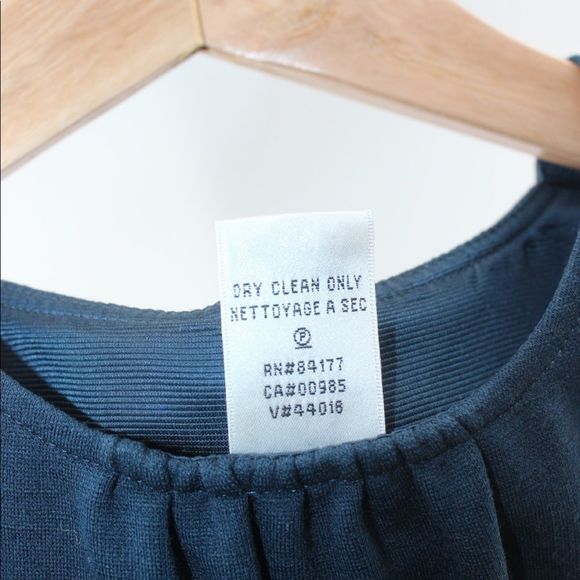 DRY CLEAN ONLY
NETTOYAGE A SEC
P
RN#84177
CA#00985
V#44016